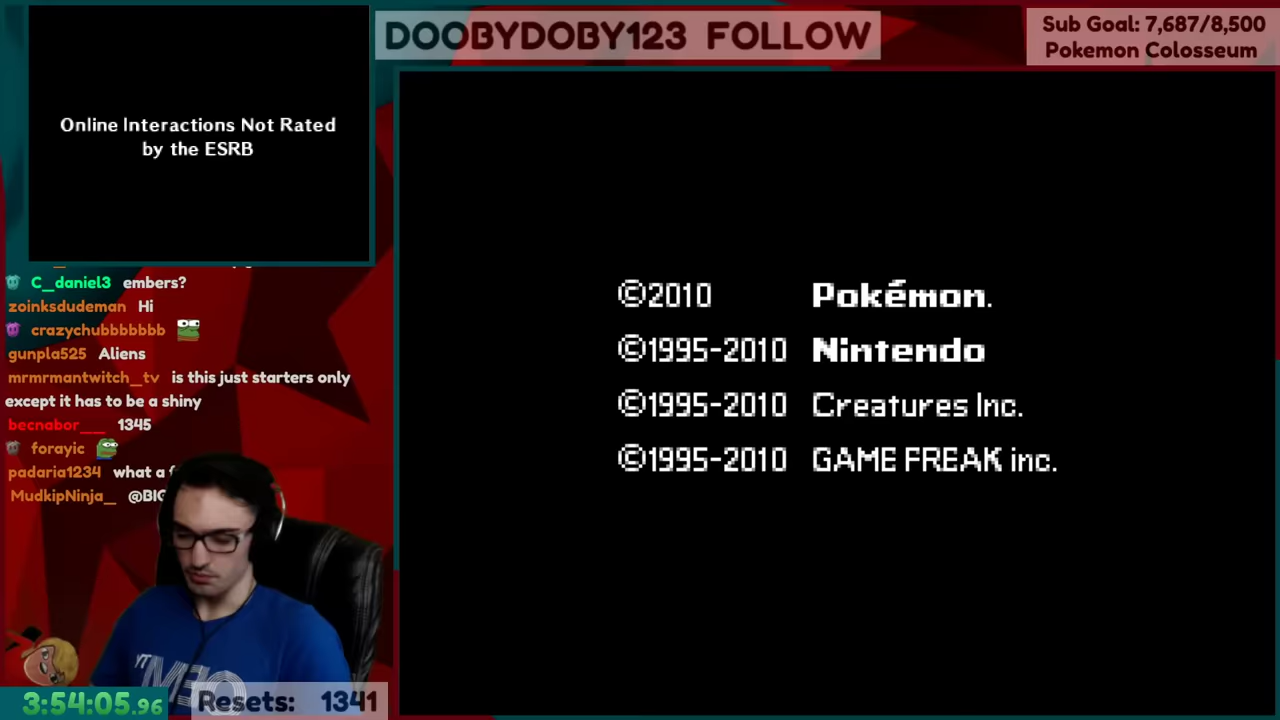 DOOBYDOBY123 FOLLOW
Sub Goal: 7,687/8,500
Pokemon Colosseum
Online Interactions Not Rated
by the ESRB
©2010 Pokémon.
©1995-2010 Nintendo
©1995-2010 Creatures Inc.
©1995-2010 GAME FREAK inc.
C_daniel3 embers?
zoinksdudeman Hi
crazychubbbbbbb
gunpla525 Aliens
mrmrmantwitch_tv is this just starters only
except it has to be a shiny
becnabor__ 1345
forayic
padaria1234 what a
MudkipNinja_ @BIG
YT
3:54:05.96
Resets: 1341